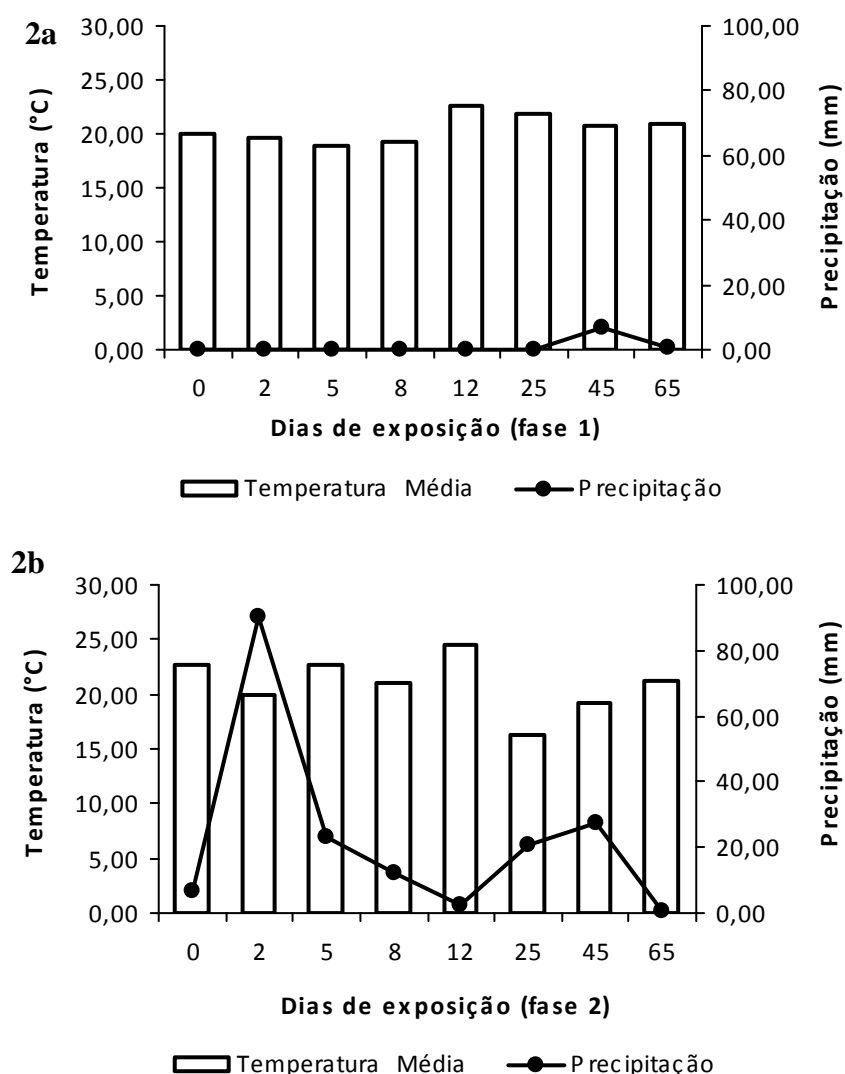 2a
Temperatura (°C)
30,00
25,00
20,00
15,00
10,00
5,00
0,00
100,00
80,00
60,00
40,00
20,00
0,00
Precipitação (mm)
0 2 5 8 12 25 45 65
Dias de exposição (fase 1)
Temperatura Média Precipitação
2b
Temperatura (°C)
30,00
25,00
20,00
15,00
10,00
5,00
0,00
100,00
80,00
60,00
40,00
20,00
0,00
Precipitação (mm)
0 2 5 8 12 25 45 65
Dias de exposição (fase 2)
Temperatura Média Precipitação